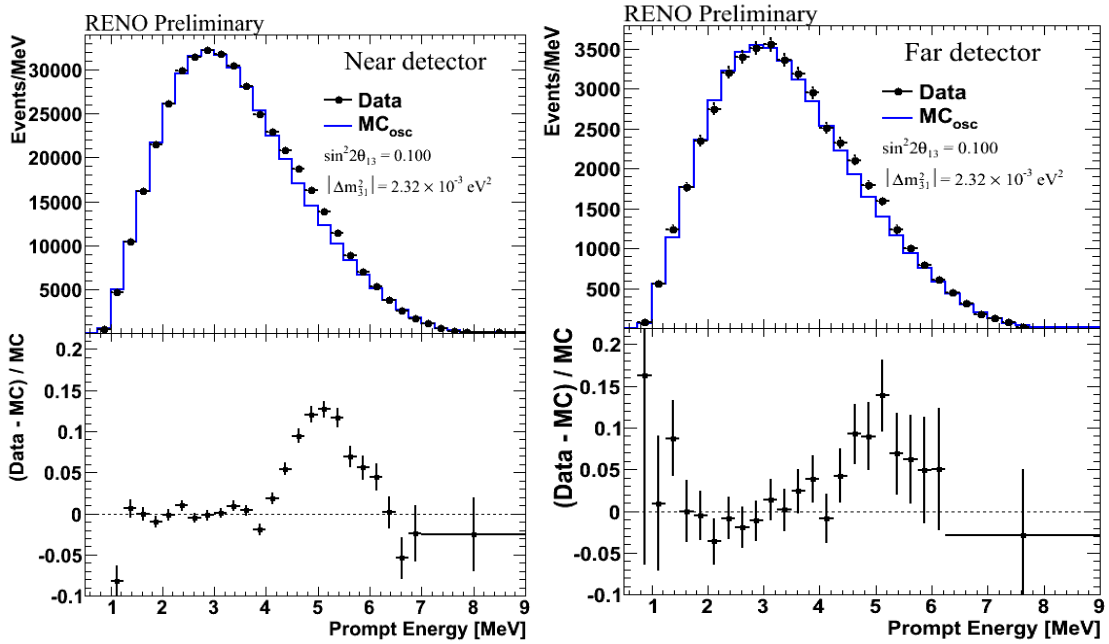 RENO Preliminary
Events/MeV
30000
25000
20000
15000
10000
5000
Near detector
Data
MCosc
sin²2θ₁₃ = 0.100
|Δm²₃₁| = 2.32 × 10⁻³ eV²
(Data - MC) / MC
0.2
0.15
0.1
0.05
0
-0.05
-0.1
1 2 3 4 5 6 7 8 9
Prompt Energy [MeV]
RENO Preliminary
Events/MeV
3500
3000
2500
2000
1500
1000
500
Far detector
Data
MCosc
sin²2θ₁₃ = 0.100
|Δm²₃₁| = 2.32 × 10⁻³ eV²
(Data - MC) / MC
0.2
0.15
0.1
0.05
0
-0.05
-0.1
1 2 3 4 5 6 7 8 9
Prompt Energy [MeV]